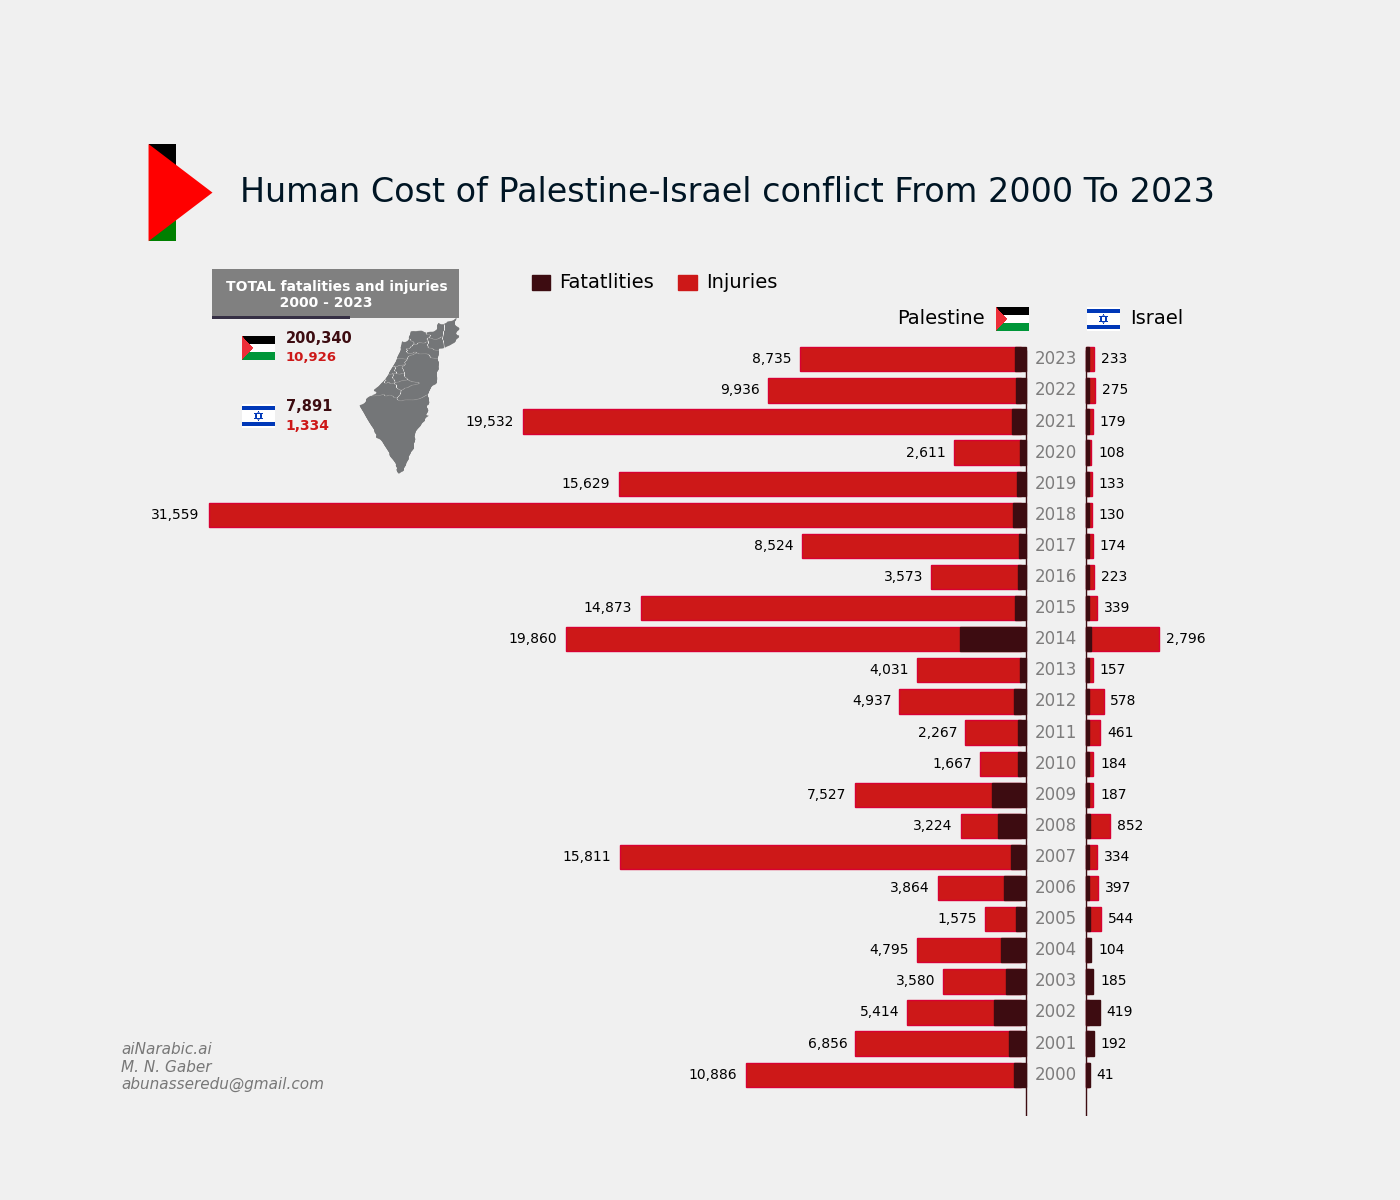 Human Cost of Palestine-Israel conflict From 2000 To 2023
TOTAL fatalities and injuries
2000 - 2023
200,340
10,926
7,891
1,334
Fatatlities Injuries
Palestine Israel
8,735 2023 233
9,936 2022 275
19,532 2021 179
2,611 2020 108
15,629 2019 133
31,559 2018 130
8,524 2017 174
3,573 2016 223
14,873 2015 339
19,860 2014 2,796
4,031 2013 157
4,937 2012 578
2,267 2011 461
1,667 2010 184
7,527 2009 187
3,224 2008 852
15,811 2007 334
3,864 2006 397
1,575 2005 544
4,795 2004 104
3,580 2003 185
5,414 2002 419
6,856 2001 192
10,886 2000 41
aiNarabic.ai
M. N. Gaber
abunasseredu@gmail.com